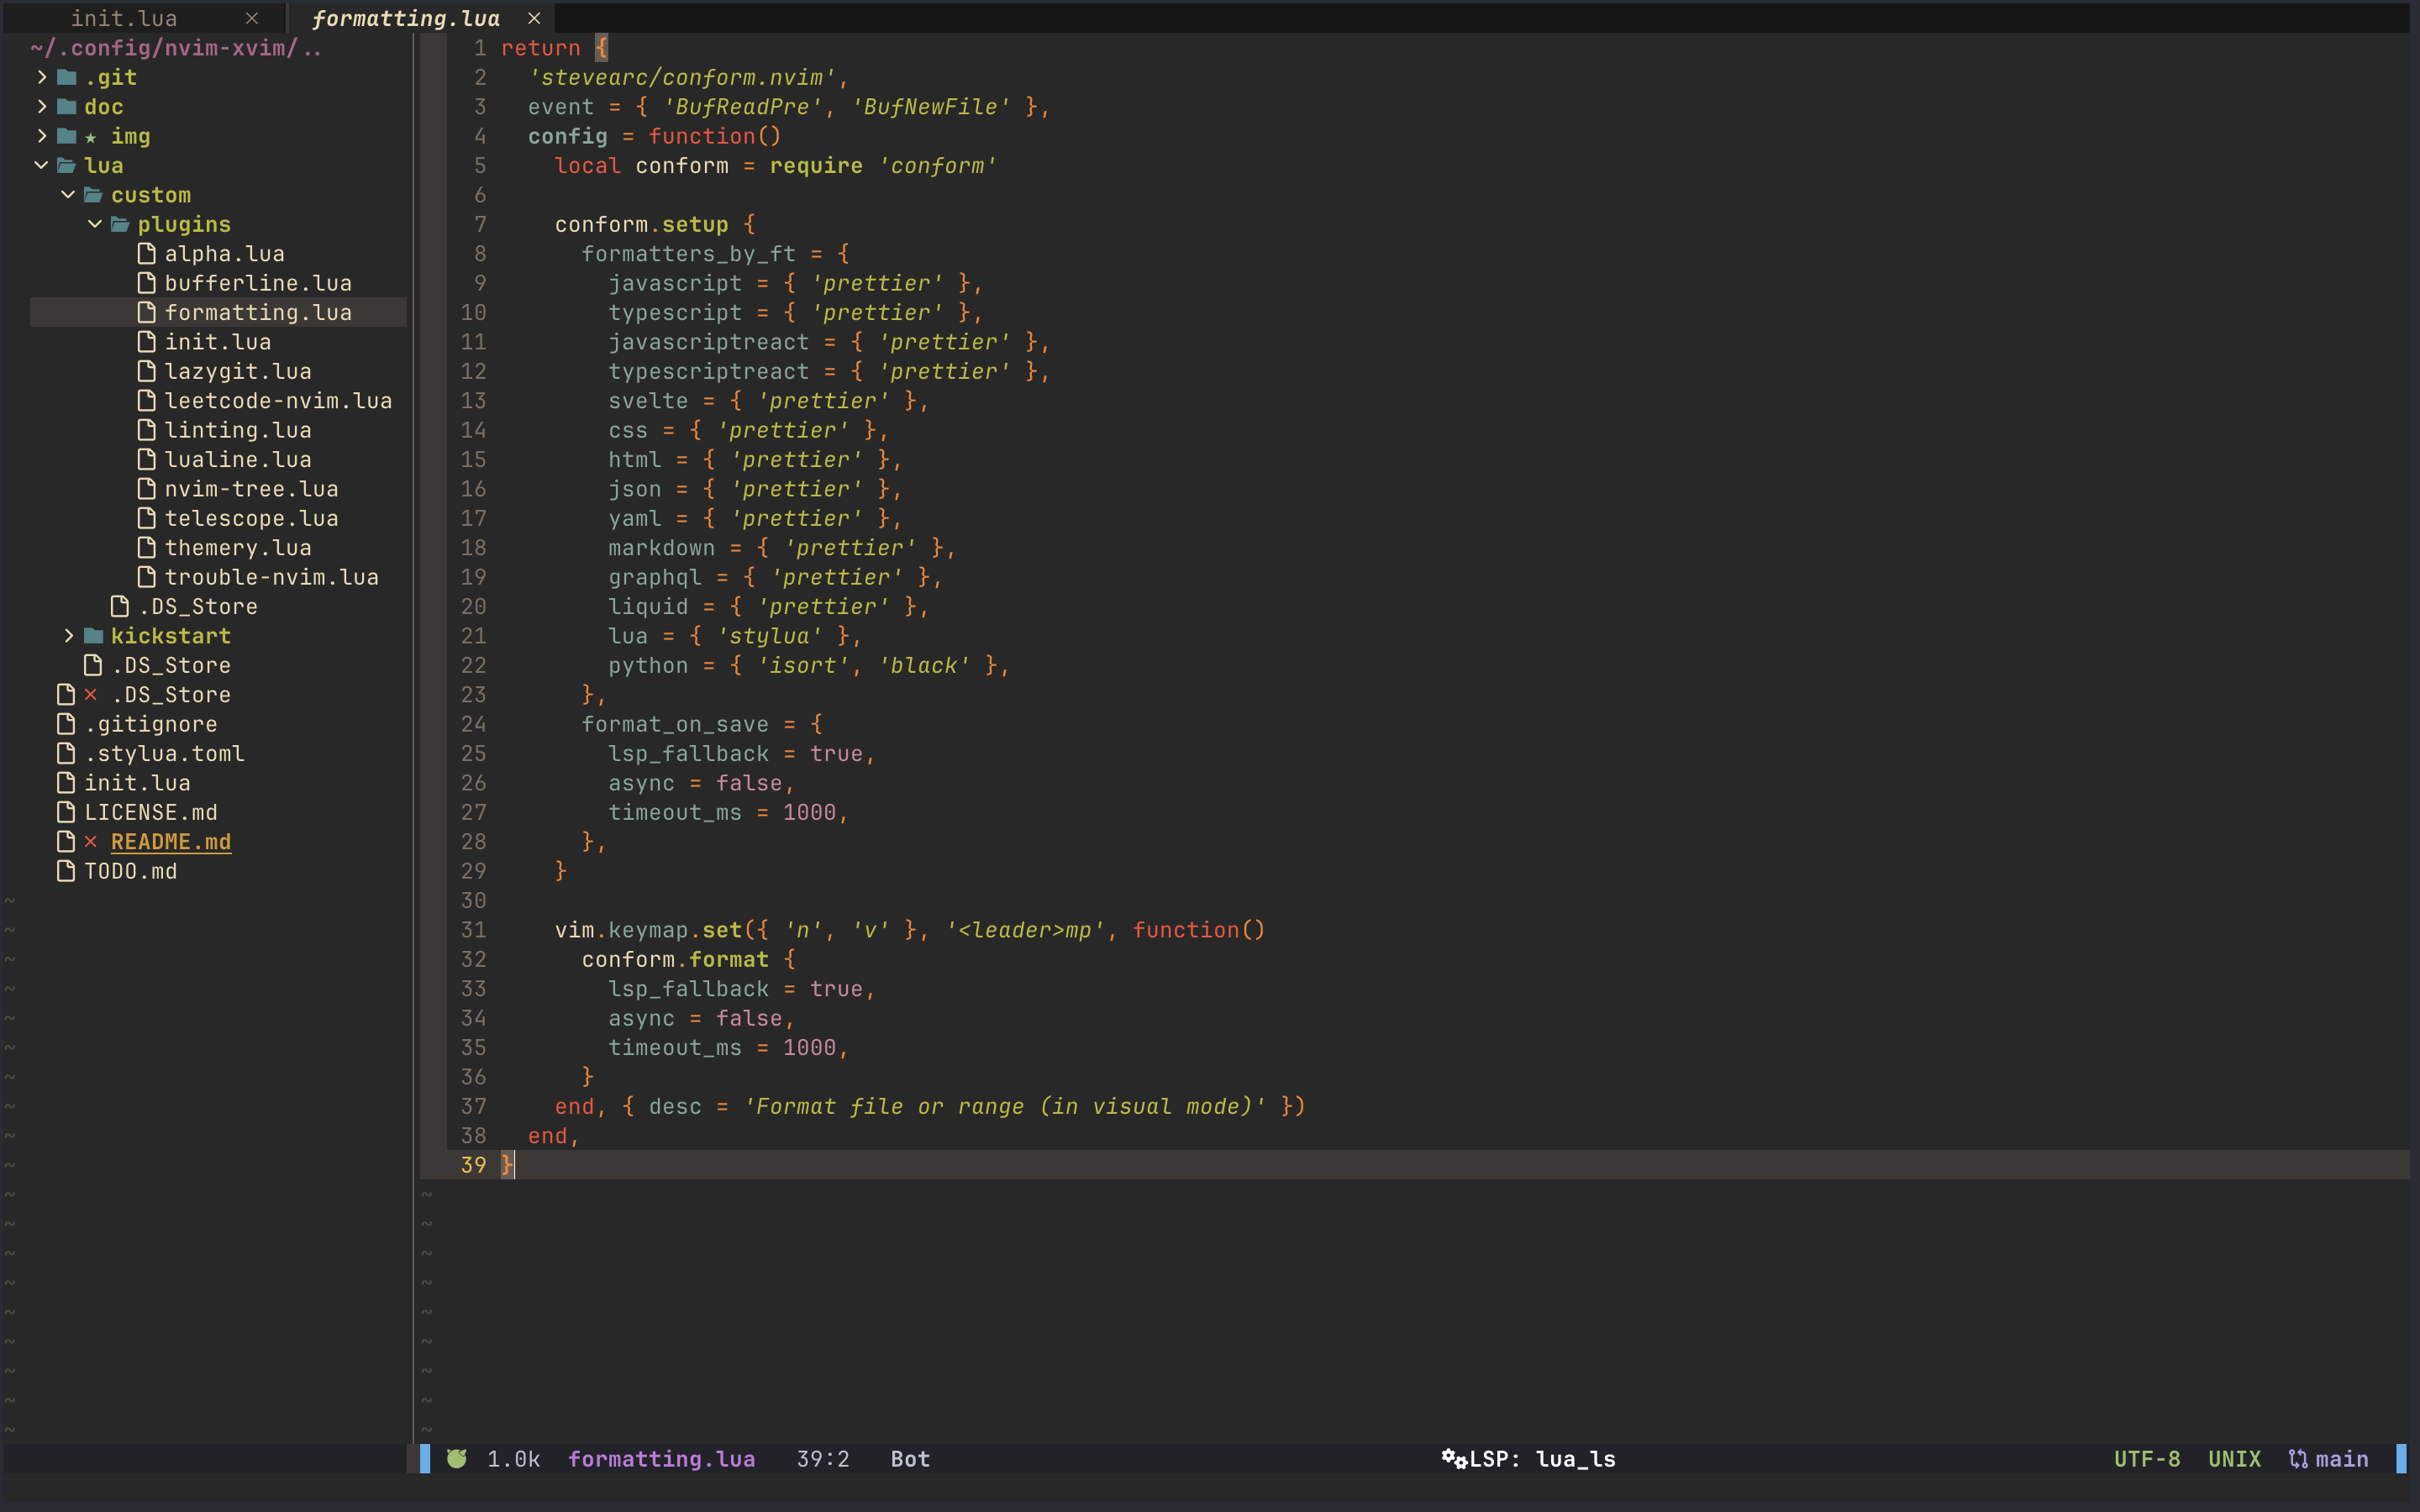 init.lua × formatting.lua ×
~/.config/nvim-xvim/..
.git
doc
★ img
lua
custom
plugins
alpha.lua
bufferline.lua
formatting.lua
init.lua
lazygit.lua
leetcode-nvim.lua
linting.lua
lualine.lua
nvim-tree.lua
telescope.lua
themery.lua
trouble-nvim.lua
.DS_Store
kickstart
.DS_Store
× .DS_Store
.gitignore
.stylua.toml
init.lua
LICENSE.md
× README.md
TODO.md
1 return {
2   'stevearc/conform.nvim',
3   event = { 'BufReadPre', 'BufNewFile' },
4   config = function()
5     local conform = require 'conform'
6
7     conform.setup {
8       formatters_by_ft = {
9         javascript = { 'prettier' },
10         typescript = { 'prettier' },
11         javascriptreact = { 'prettier' },
12         typescriptreact = { 'prettier' },
13         svelte = { 'prettier' },
14         css = { 'prettier' },
15         html = { 'prettier' },
16         json = { 'prettier' },
17         yaml = { 'prettier' },
18         markdown = { 'prettier' },
19         graphql = { 'prettier' },
20         liquid = { 'prettier' },
21         lua = { 'stylua' },
22         python = { 'isort', 'black' },
23       },
24       format_on_save = {
25         lsp_fallback = true,
26         async = false,
27         timeout_ms = 1000,
28       },
29     }
30
31     vim.keymap.set({ 'n', 'v' }, '<leader>mp', function()
32       conform.format {
33         lsp_fallback = true,
34         async = false,
35         timeout_ms = 1000,
36       }
37     end, { desc = 'Format file or range (in visual mode)' })
38   end,
39 }
1.0k formatting.lua 39:2 Bot LSP: lua_ls UTF-8 UNIX main